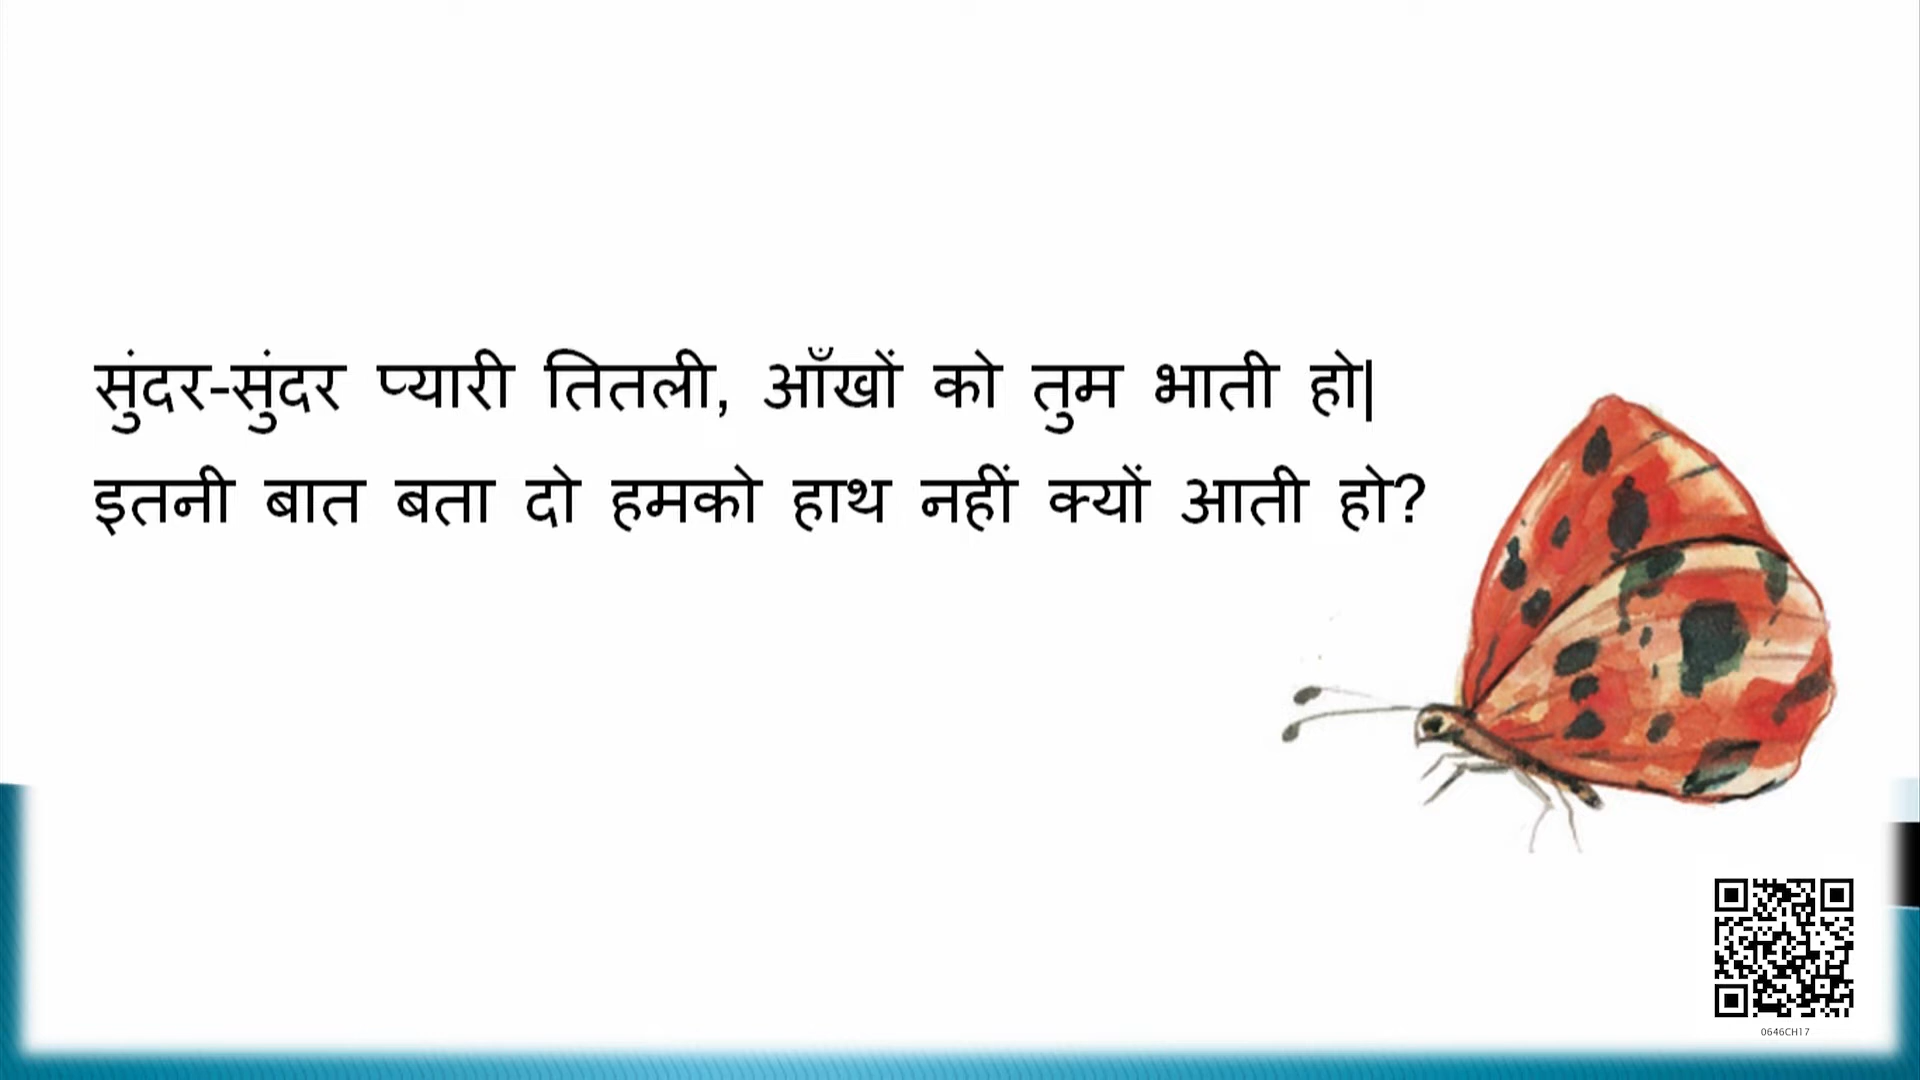 सुंदर-सुंदर प्यारी तितली, आँखों को तुम भाती हो|
इतनी बात बता दो हमको हाथ नहीं क्यों आती हो?
0646CH17